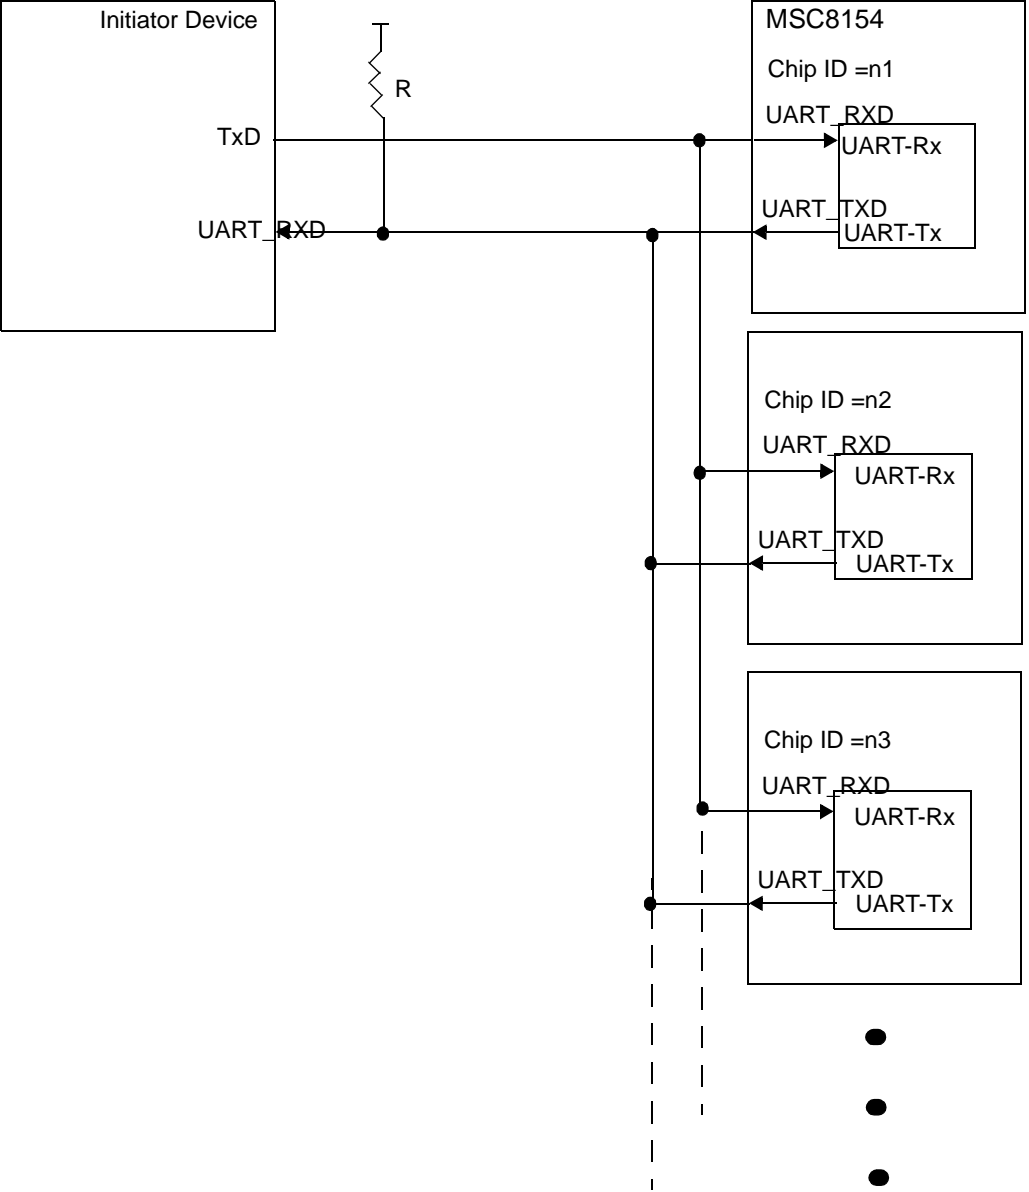 Initiator Device
R
TxD
UART_RXD
MSC8154
Chip ID =n1
UART_RXD
UART-Rx
UART_TXD
UART-Tx
Chip ID =n2
UART_RXD
UART-Rx
UART_TXD
UART-Tx
Chip ID =n3
UART_RXD
UART-Rx
UART_TXD
UART-Tx